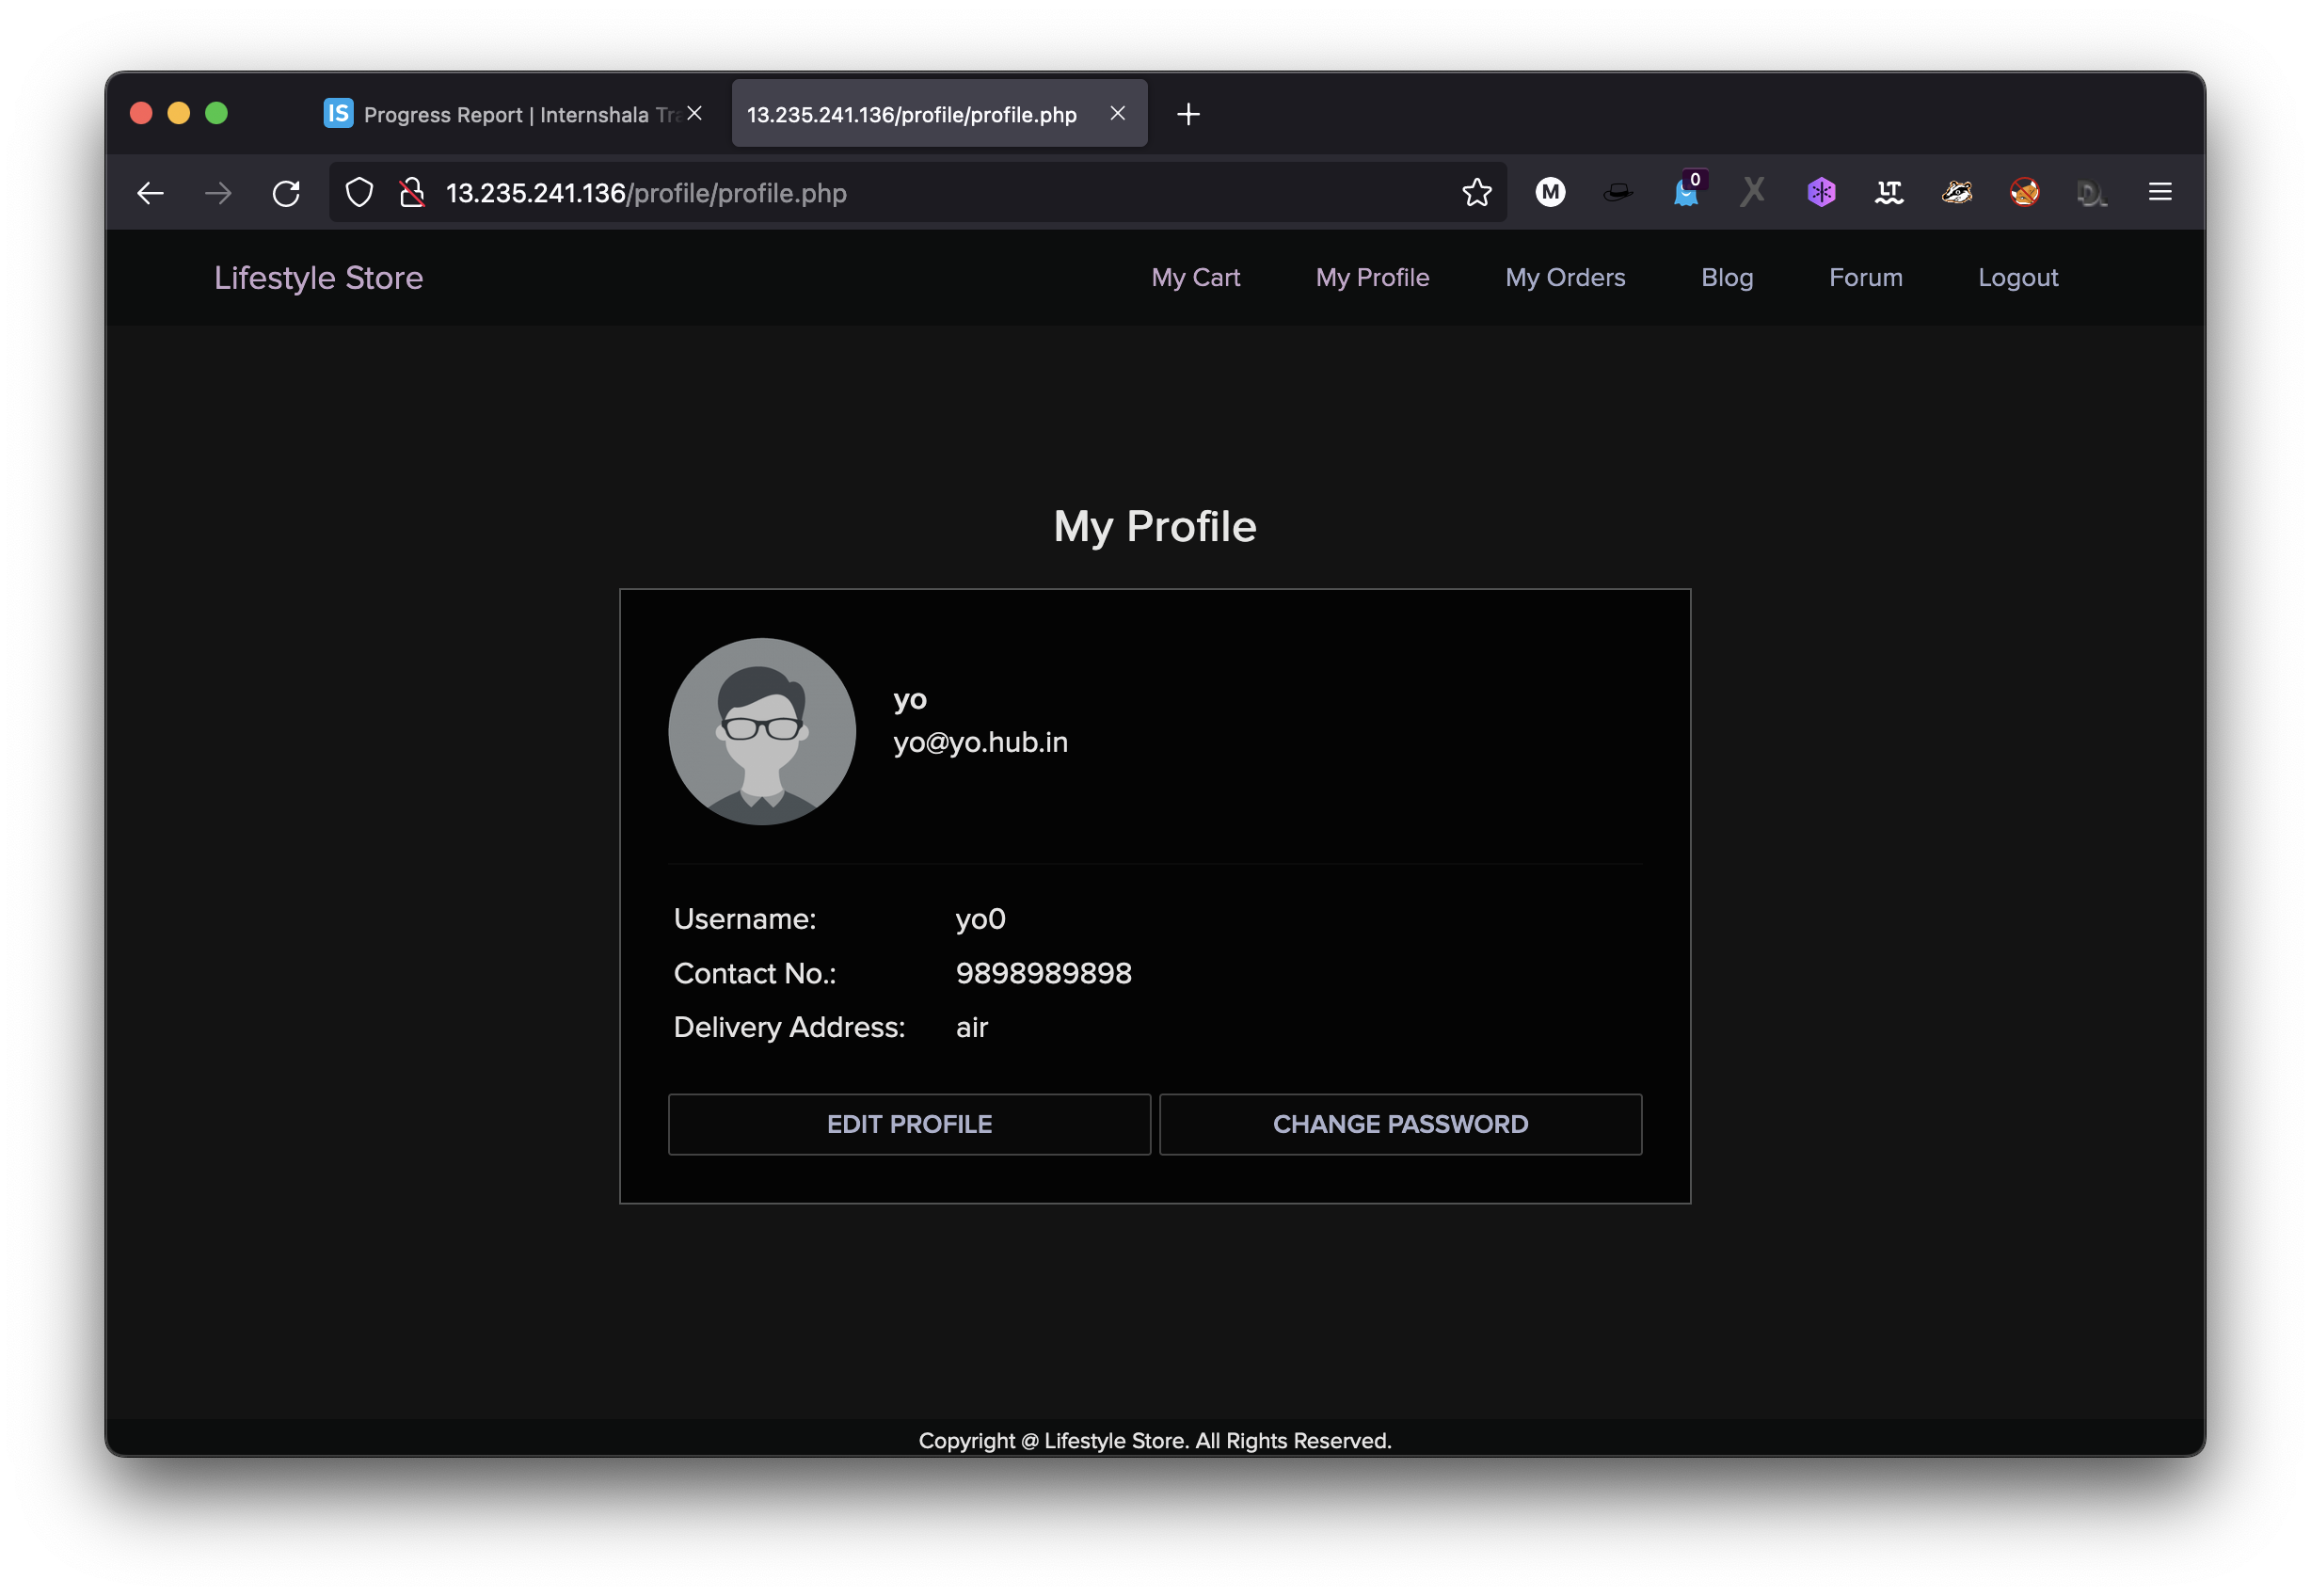 IS Progress Report | Internshala Tra
13.235.241.136/profile/profile.php
13.235.241.136/profile/profile.php
M
0
X
LT
DL
Lifestyle Store
My Cart
My Profile
My Orders
Blog
Forum
Logout
My Profile
yo
yo@yo.hub.in
Username: yo0
Contact No.: 9898989898
Delivery Address: air
EDIT PROFILE
CHANGE PASSWORD
Copyright @ Lifestyle Store. All Rights Reserved.